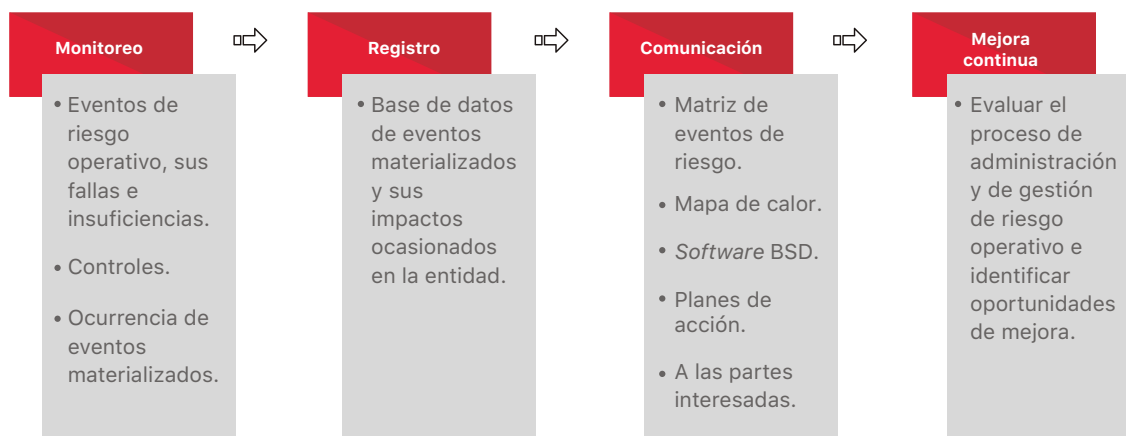 Monitoreo
• Eventos de
riesgo
operativo, sus
fallas e
insuficiencias.
• Controles.
• Ocurrencia de
eventos
materializados.
Registro
• Base de datos
de eventos
materializados
y sus
impactos
ocasionados
en la entidad.
Comunicación
• Matriz de
eventos de
riesgo.
• Mapa de calor.
• Software BSD.
• Planes de
acción.
• A las partes
interesadas.
Mejora
continua
• Evaluar el
proceso de
administración
y de gestión
de riesgo
operativo e
identificar
oportunidades
de mejora.